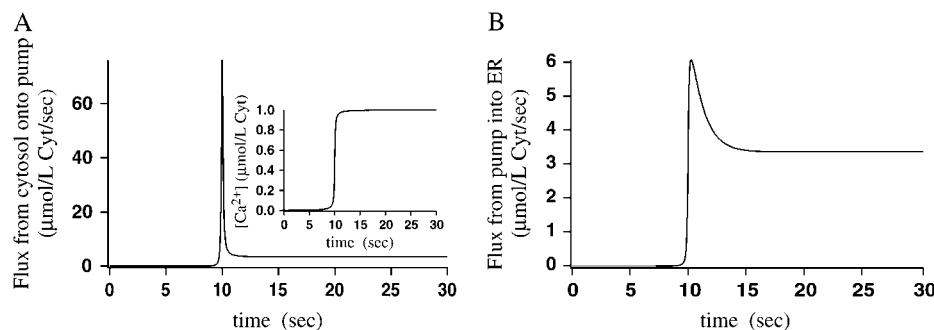 A
Flux from cytosol onto pump
(μmol/L Cyt/sec)
60
40
20
0
0 5 10 15 20 25 30
time (sec)
[Ca2+] (μmol/L Cyt)
1.0
0.8
0.6
0.4
0.2
0.0
0 5 10 15 20 25 30
time (sec)
B
Flux from pump into ER
(μmol/L Cyt/sec)
6
5
4
3
2
1
0
0 5 10 15 20 25 30
time (sec)